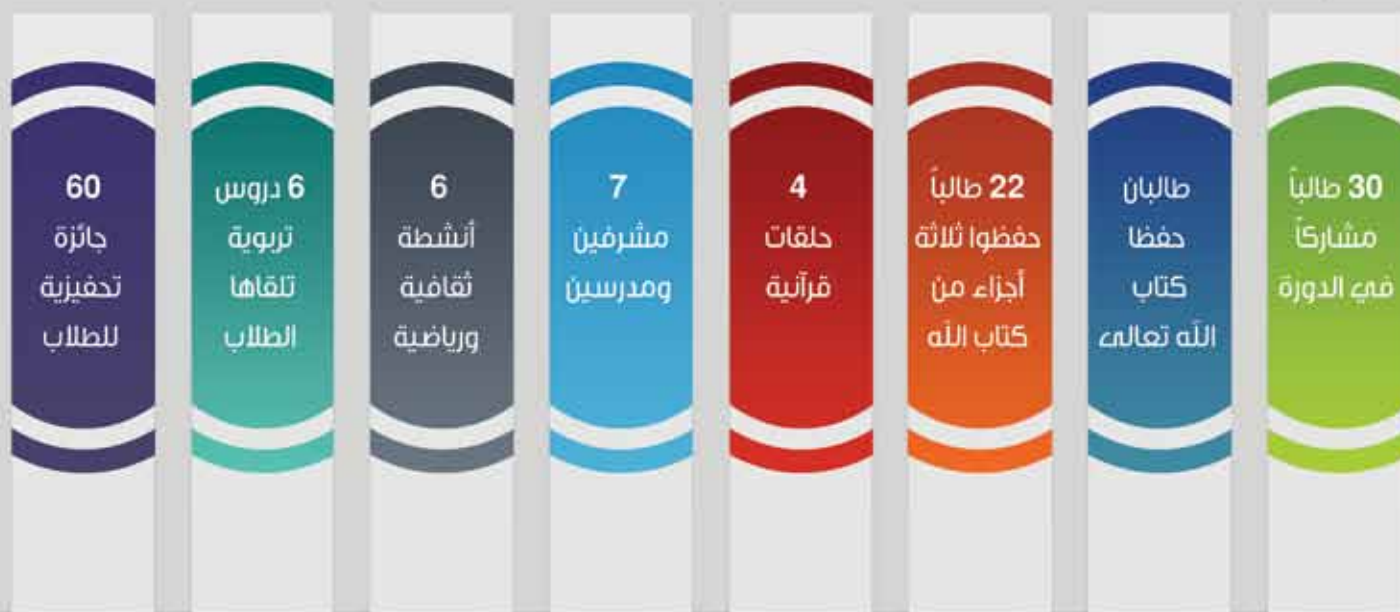 30 طالباً
مشاركاً
في الدورة
طالبان
حفظا
كتاب
الله تعالى
22 طالباً
حفظوا ثلاثة
أجزاء من
كتاب الله
4
حلقات
قرآنية
7
مشرفين
ومدرسين
6
أنشطة
ثقافية
ورياضية
6 دروس
تربوية
تلقاها
الطلاب
60
جائزة
تحفيزية
للطلاب